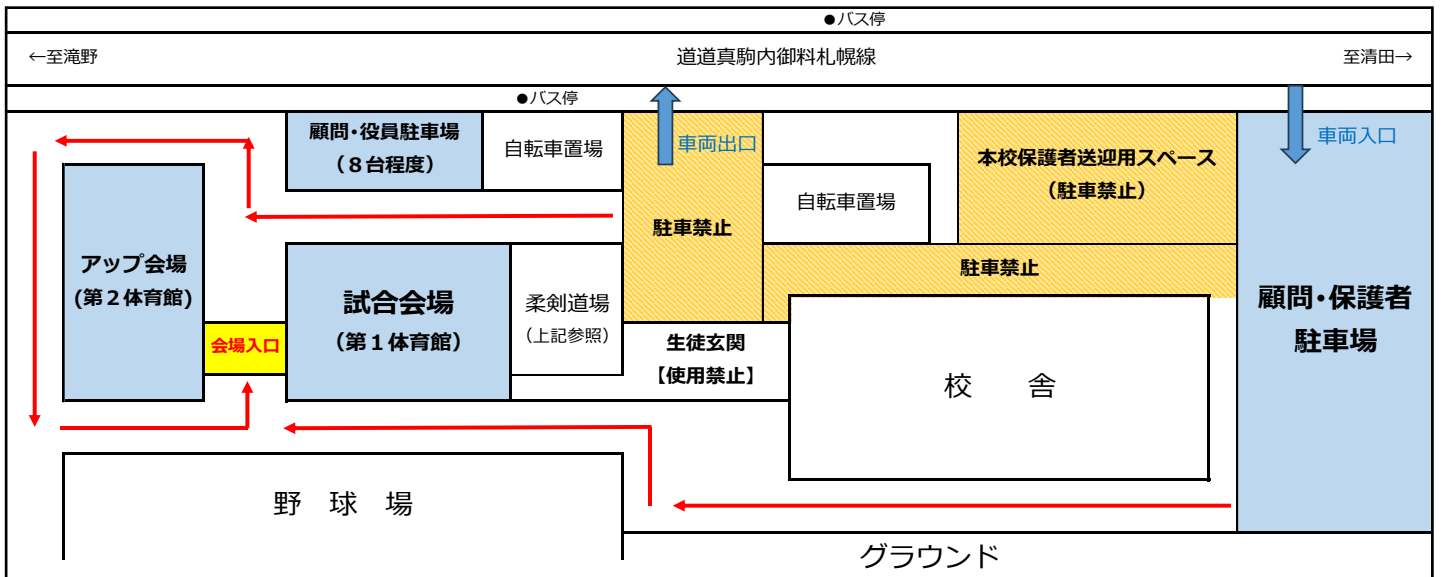 ●バス停
←至滝野
道道真駒内御料札幌線
至清田→
●バス停
顧問・役員駐車場
（８台程度）
自転車置場
車両出口
本校保護者送迎用スペース
（駐車禁止）
車両入口
自転車置場
駐車禁止
アップ会場
(第２体育館)
試合会場
（第１体育館）
柔剣道場
（上記参照）
駐車禁止
顧問・保護者
駐車場
会場入口
生徒玄関
【使用禁止】
校　舎
野　球　場
グラウンド